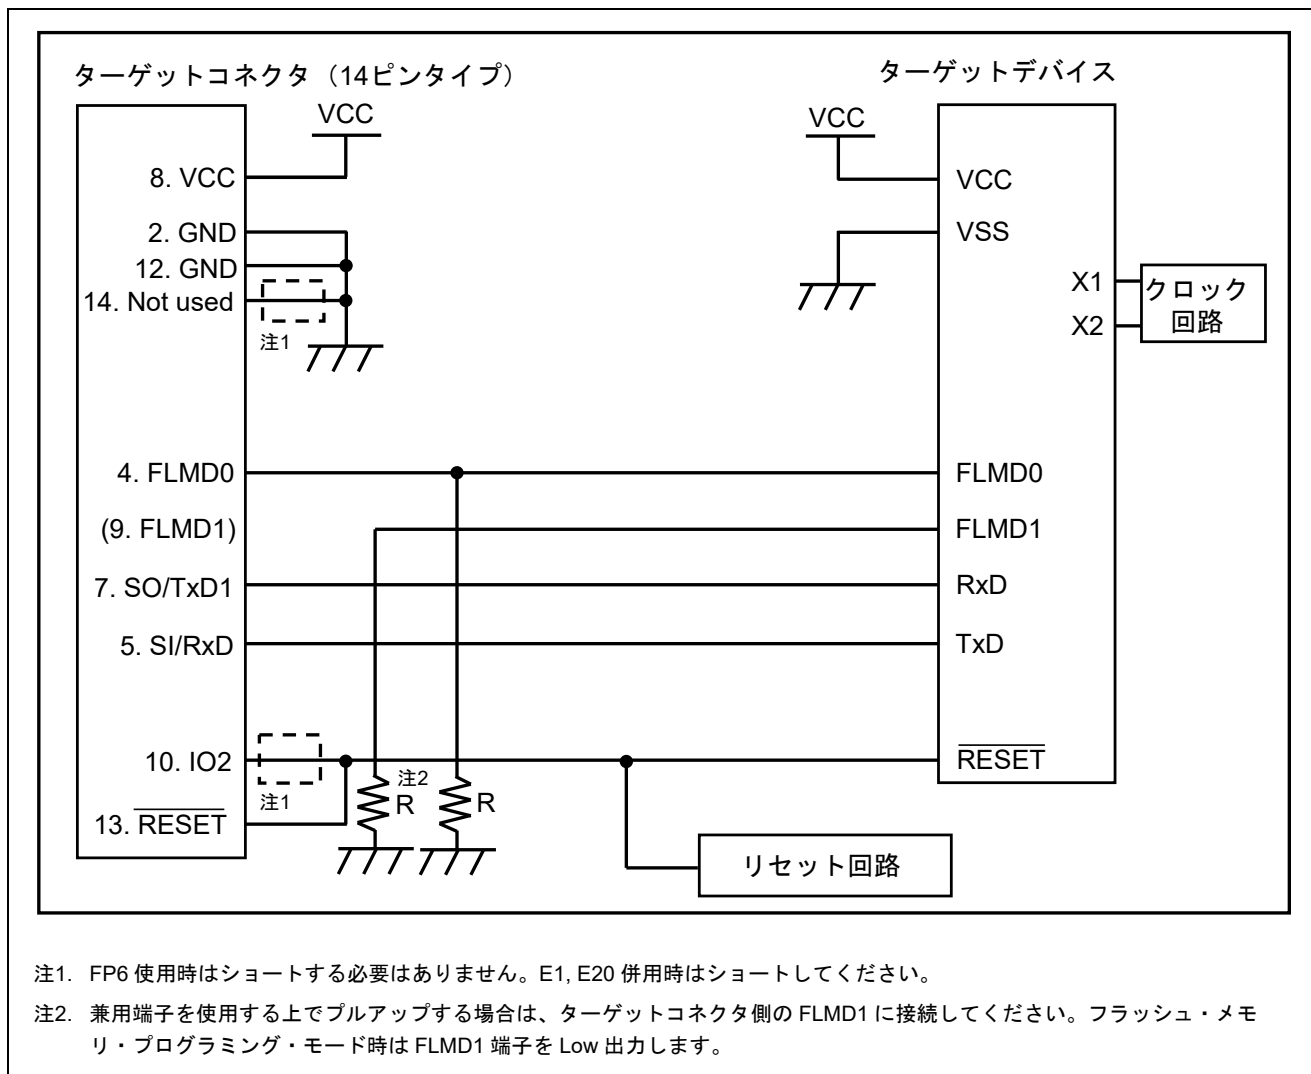 ターゲットコネクタ（14ピンタイプ）
ターゲットデバイス
VCC
8. VCC
2. GND
12. GND
14. Not used
注1
4. FLMD0
(9. FLMD1)
7. SO/TxD1
5. SI/RxD
10. IO2
注1
13. RESET
注2
R
R
VCC
VCC
VSS
X1
X2
クロック
回路
FLMD0
FLMD1
RxD
TxD
RESET
リセット回路
注1. FP6 使用時はショートする必要はありません。E1, E20 併用時はショートしてください。
注2. 兼用端子を使用する上でプルアップする場合は、ターゲットコネクタ側の FLMD1 に接続してください。フラッシュ・メモ
リ・プログラミング・モード時は FLMD1 端子を Low 出力します。